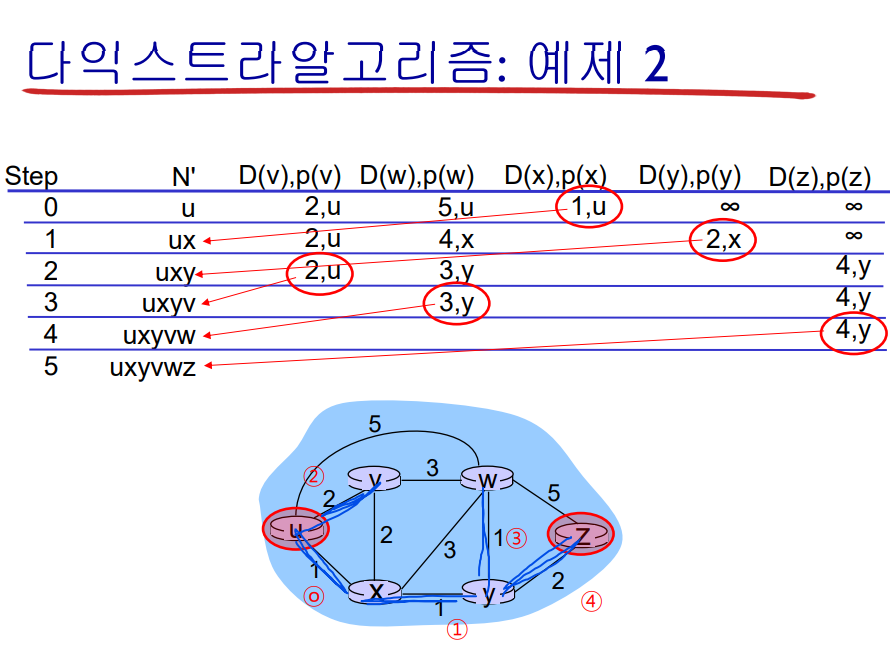 다익스트라알고리즘: 예제 2
Step N' D(v),p(v) D(w),p(w) D(x),p(x) D(y),p(y) D(z),p(z)
0 u 2,u 5,u 1,u ∞ ∞
1 ux 2,u 4,x 2,x ∞
2 uxy 2,u 3,y 4,y
3 uxyv 3,y 4,y
4 uxyvw 4,y
5 uxyvwz
5
② v 3 w
2 5
u 2 3 1 ③ z
1 2
⓪ x 1 y ④
①